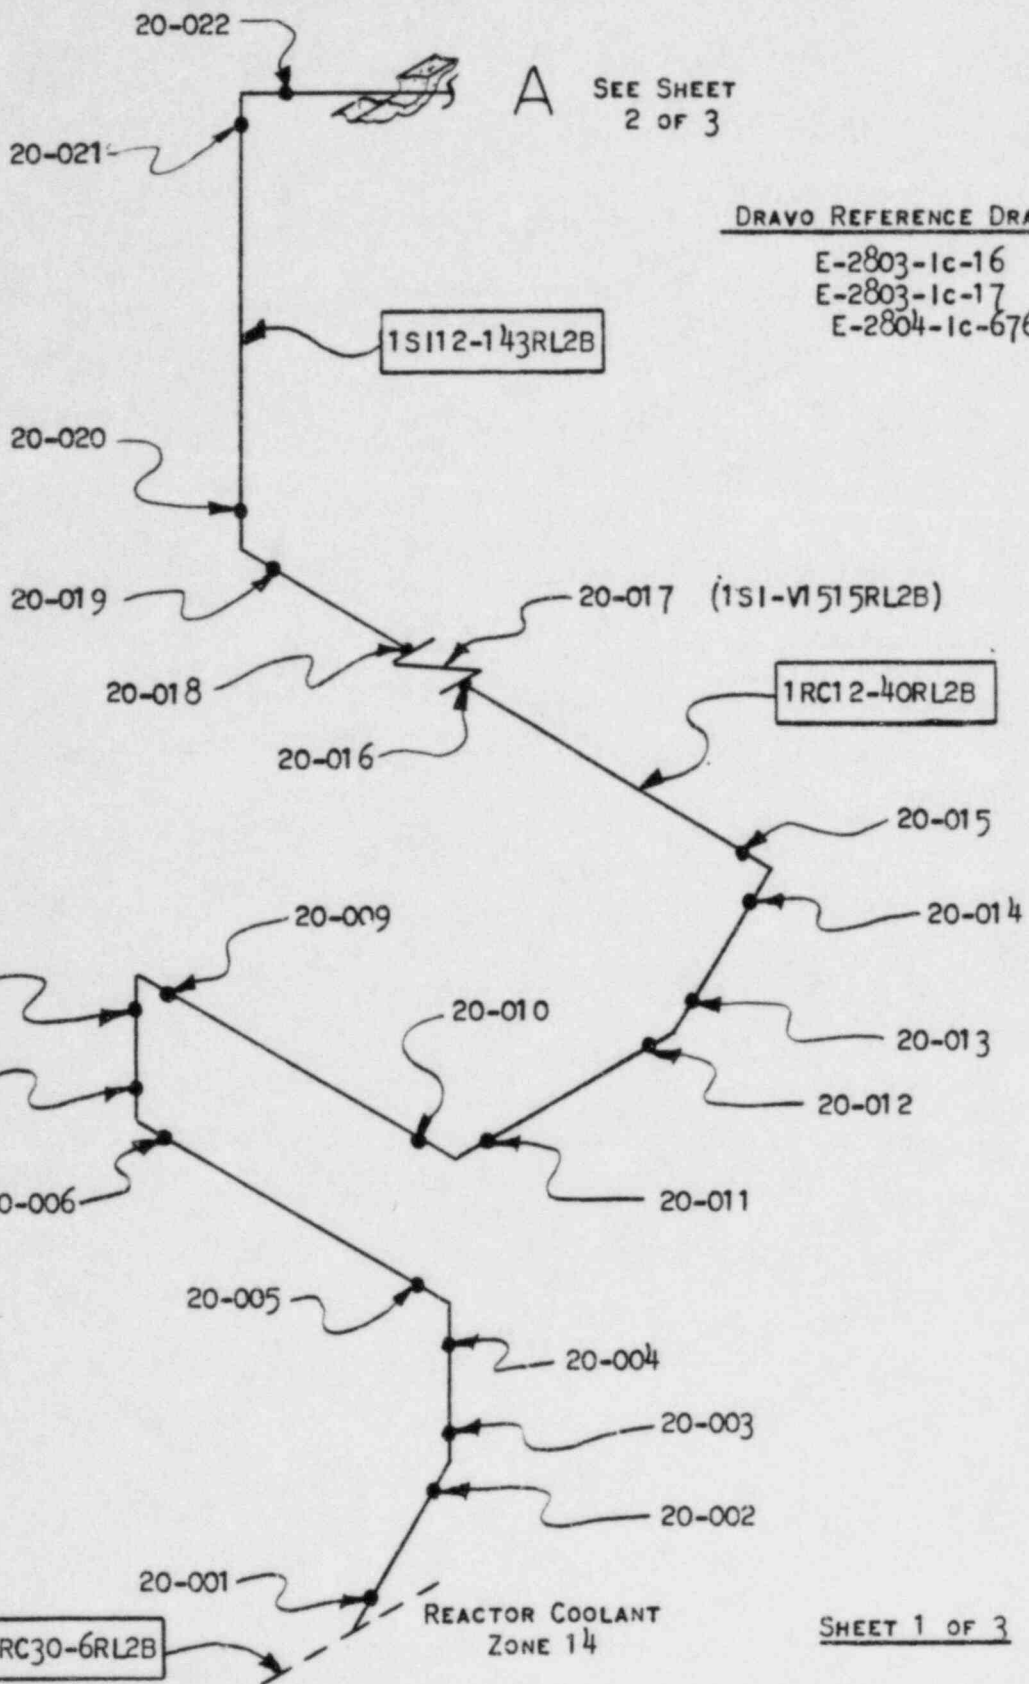 20-022
A
SEE SHEET
2 OF 3
20-021
DRAVO REFERENCE DRA
E-2803-1c-16
E-2803-1c-17
E-2804-1c-676
1SI12-143RL2B
20-020
20-019
20-017 (1SI-V1515RL2B)
20-018
1RC12-40RL2B
20-016
20-015
20-009
20-014
20-010
20-013
20-012
0-006
20-011
20-005
20-004
20-003
20-002
20-001
REACTOR COOLANT
ZONE 14
RC30-6RL2B
SHEET 1 OF 3